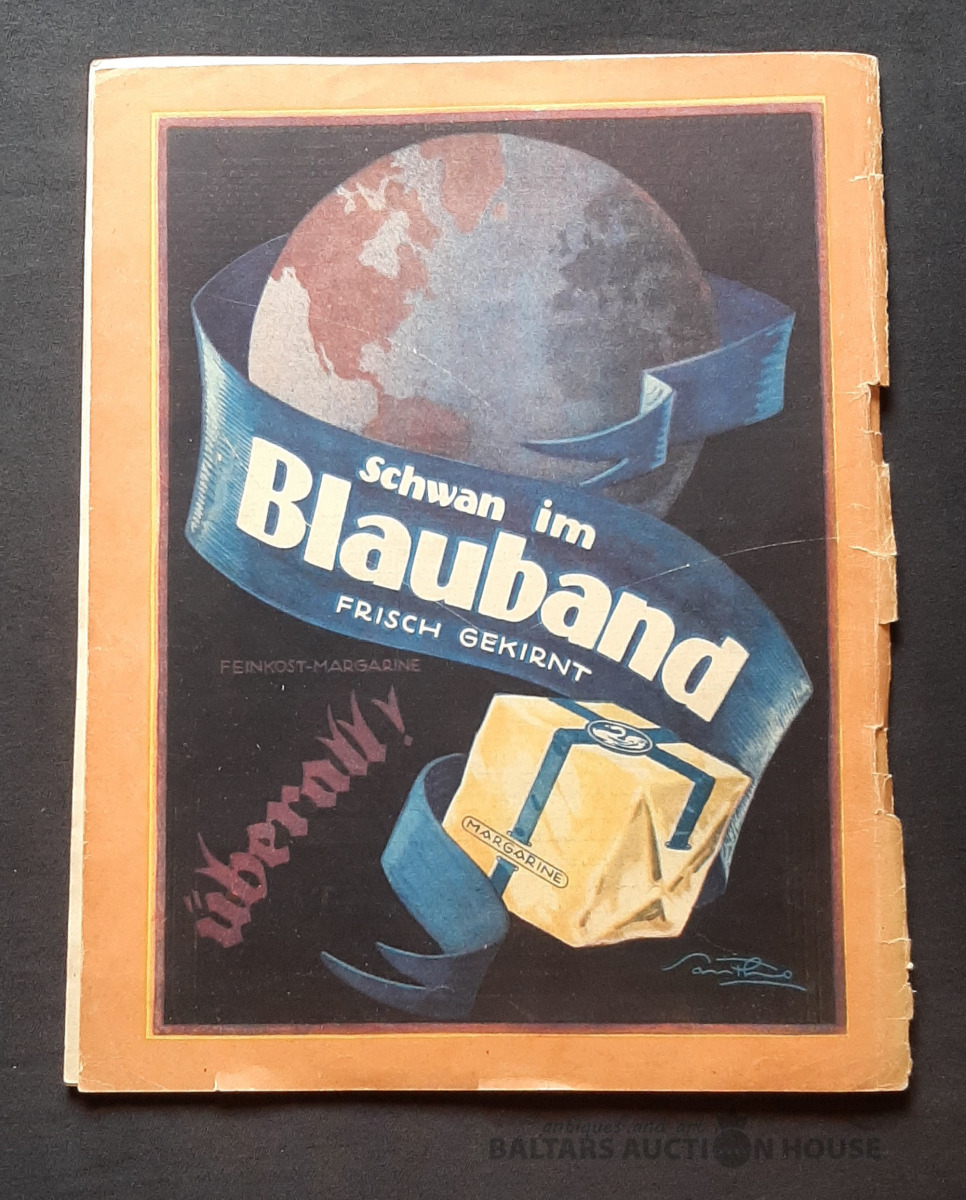 Schwan im
Blauband
FRISCH GEKIRNT
FEINKOST-MARGARINE
überall!
MARGARINE
antiques and art
BALTARS AUCTION HOUSE